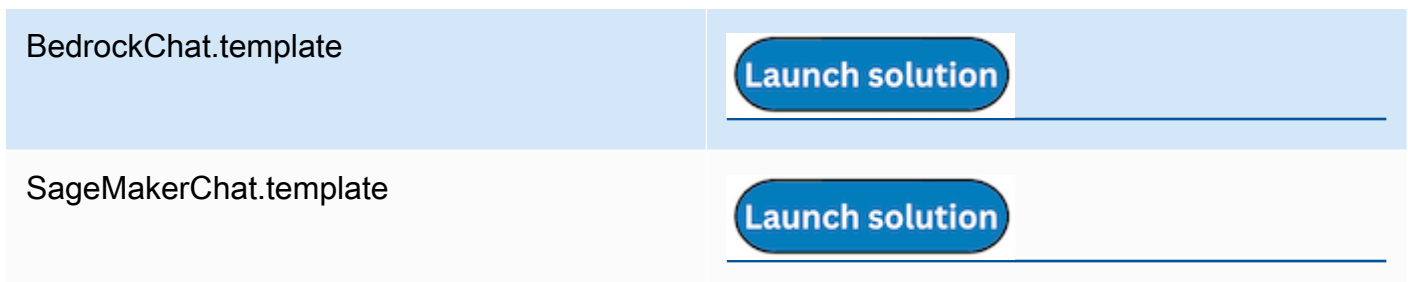 BedrockChat.template
Launch solution
SageMakerChat.template
Launch solution